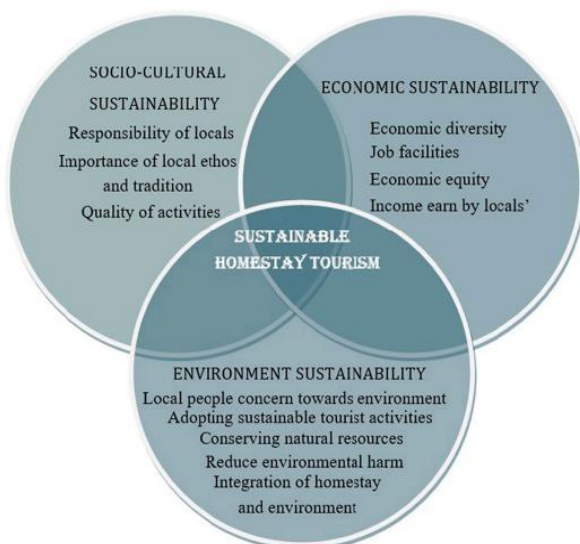 SOCIO-CULTURAL
SUSTAINABILITY
Responsibility of locals
Importance of local ethos
and tradition
Quality of activities
ECONOMIC SUSTAINABILITY
Economic diversity
Job facilities
Economic equity
Income earn by locals’
SUSTAINABLE
HOMESTAY TOURISM
ENVIRONMENT SUSTAINABILITY
Local people concern towards environment
Adopting sustainable tourist activities
Conserving natural resources
Reduce environmental harm
Integration of homestay
and environment